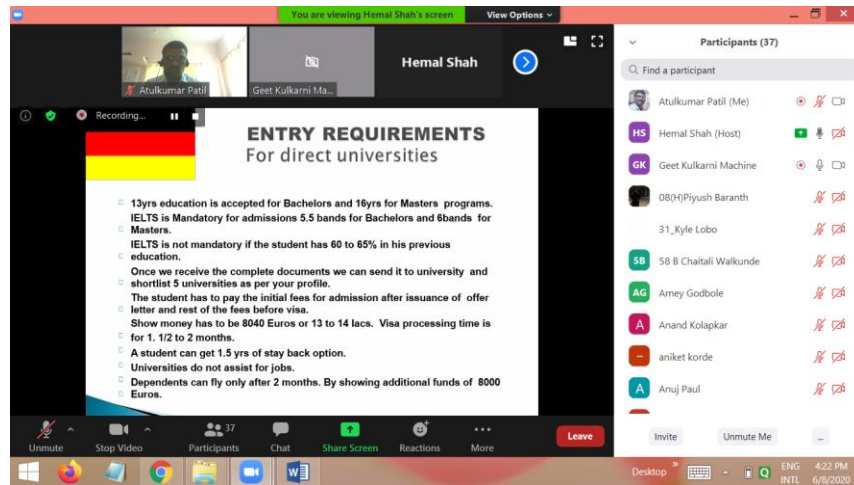 You are viewing Hemal Shah's screen
View Options
Atulkumar Patil
Geet Kulkarni Ma...
Hemal Shah
Recording...
ENTRY REQUIREMENTS
For direct universities
13yrs education is accepted for Bachelors and 16yrs for Masters programs.
IELTS is Mandatory for admissions 5.5 bands for Bachelors and 6bands for
Masters.
IELTS is not mandatory if the student has 60 to 65% in his previous
education.
Once we receive the complete documents we can send it to university and
shortlist 5 universities as per your profile.
The student has to pay the initial fees for admission after issuance of offer
letter and rest of the fees before visa.
Show money has to be 8040 Euros or 13 to 14 lacs. Visa processing time is
for 1. 1/2 to 2 months.
A student can get 1.5 yrs of stay back option.
Universities do not assist for jobs.
Dependents can fly only after 2 months. By showing additional funds of 8000
Euros.
Unmute
Stop Video
37
Participants
Chat
Share Screen
Reactions
More
Leave
Participants (37)
Find a participant
Atulkumar Patil (Me)
HS Hemal Shah (Host)
GK Geet Kulkarni Machine
08(H)Piyush Baranth
31_Kyle Lobo
5B 58 B Chaitali Walkunde
AG Amey Godbole
A Anand Kolapkar
– aniket korde
A Anuj Paul
Invite
Unmute Me
...
Desktop
ENG
INTL
4:22 PM
6/8/2020